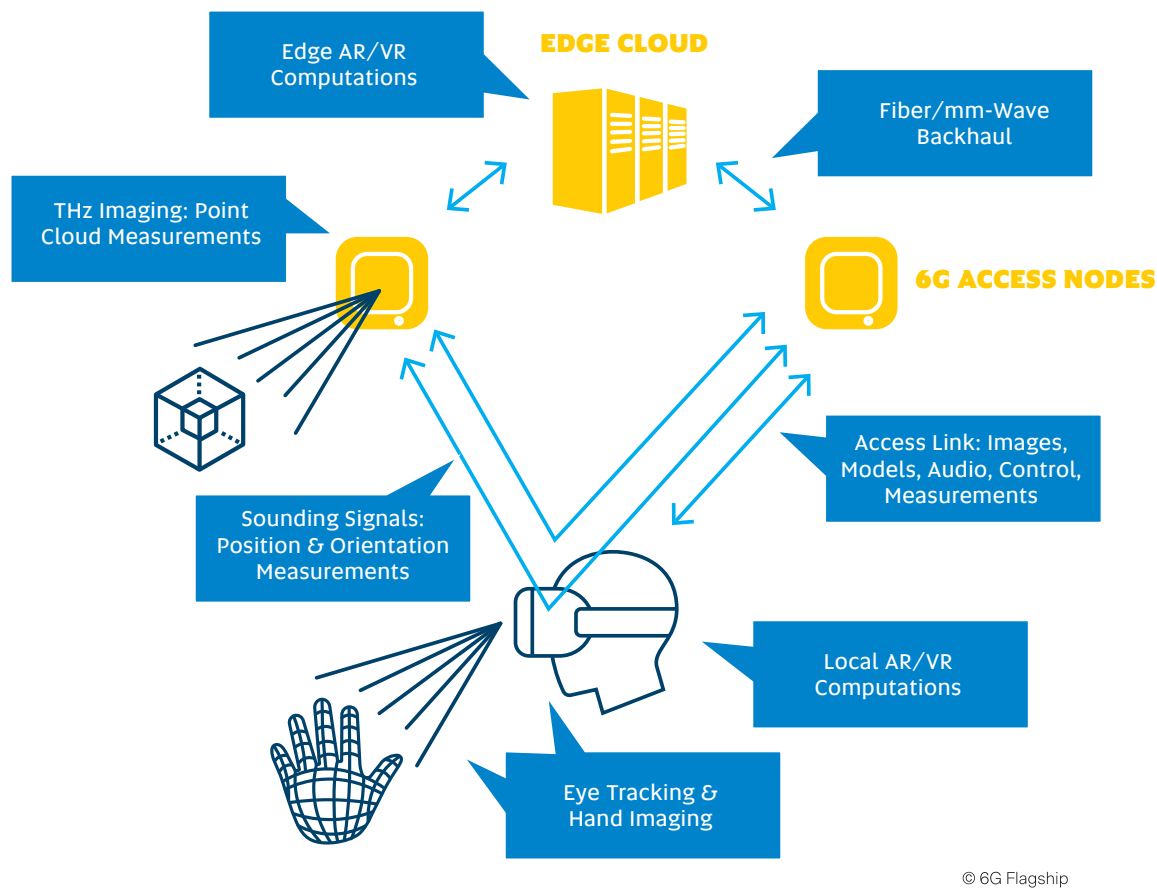 EDGE CLOUD
Edge AR/VR
Computations
Fiber/mm-Wave
Backhaul
THz Imaging: Point
Cloud Measurements
6G ACCESS NODES
Access Link: Images,
Models, Audio, Control,
Measurements
Sounding Signals:
Position & Orientation
Measurements
Local AR/VR
Computations
Eye Tracking &
Hand Imaging
© 6G Flagship